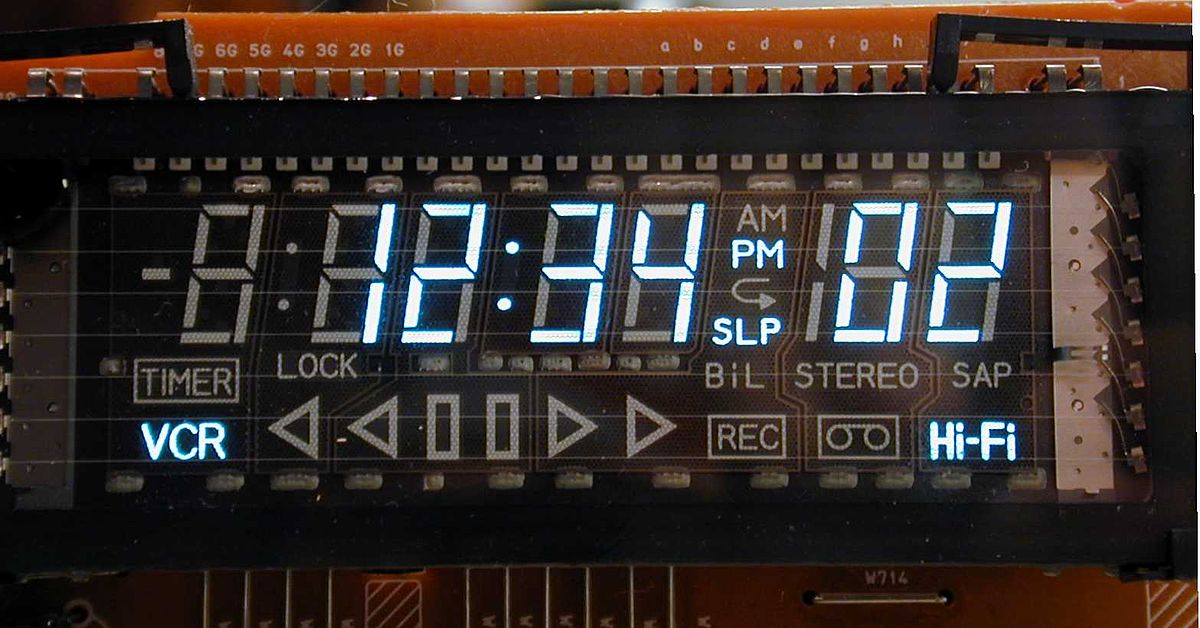 6G 5G 4G 3G 2G 1G a b c d e f g h
12:34 AM PM SLP 02
TIMER LOCK BiL STEREO SAP
VCR REC Hi-Fi
W714